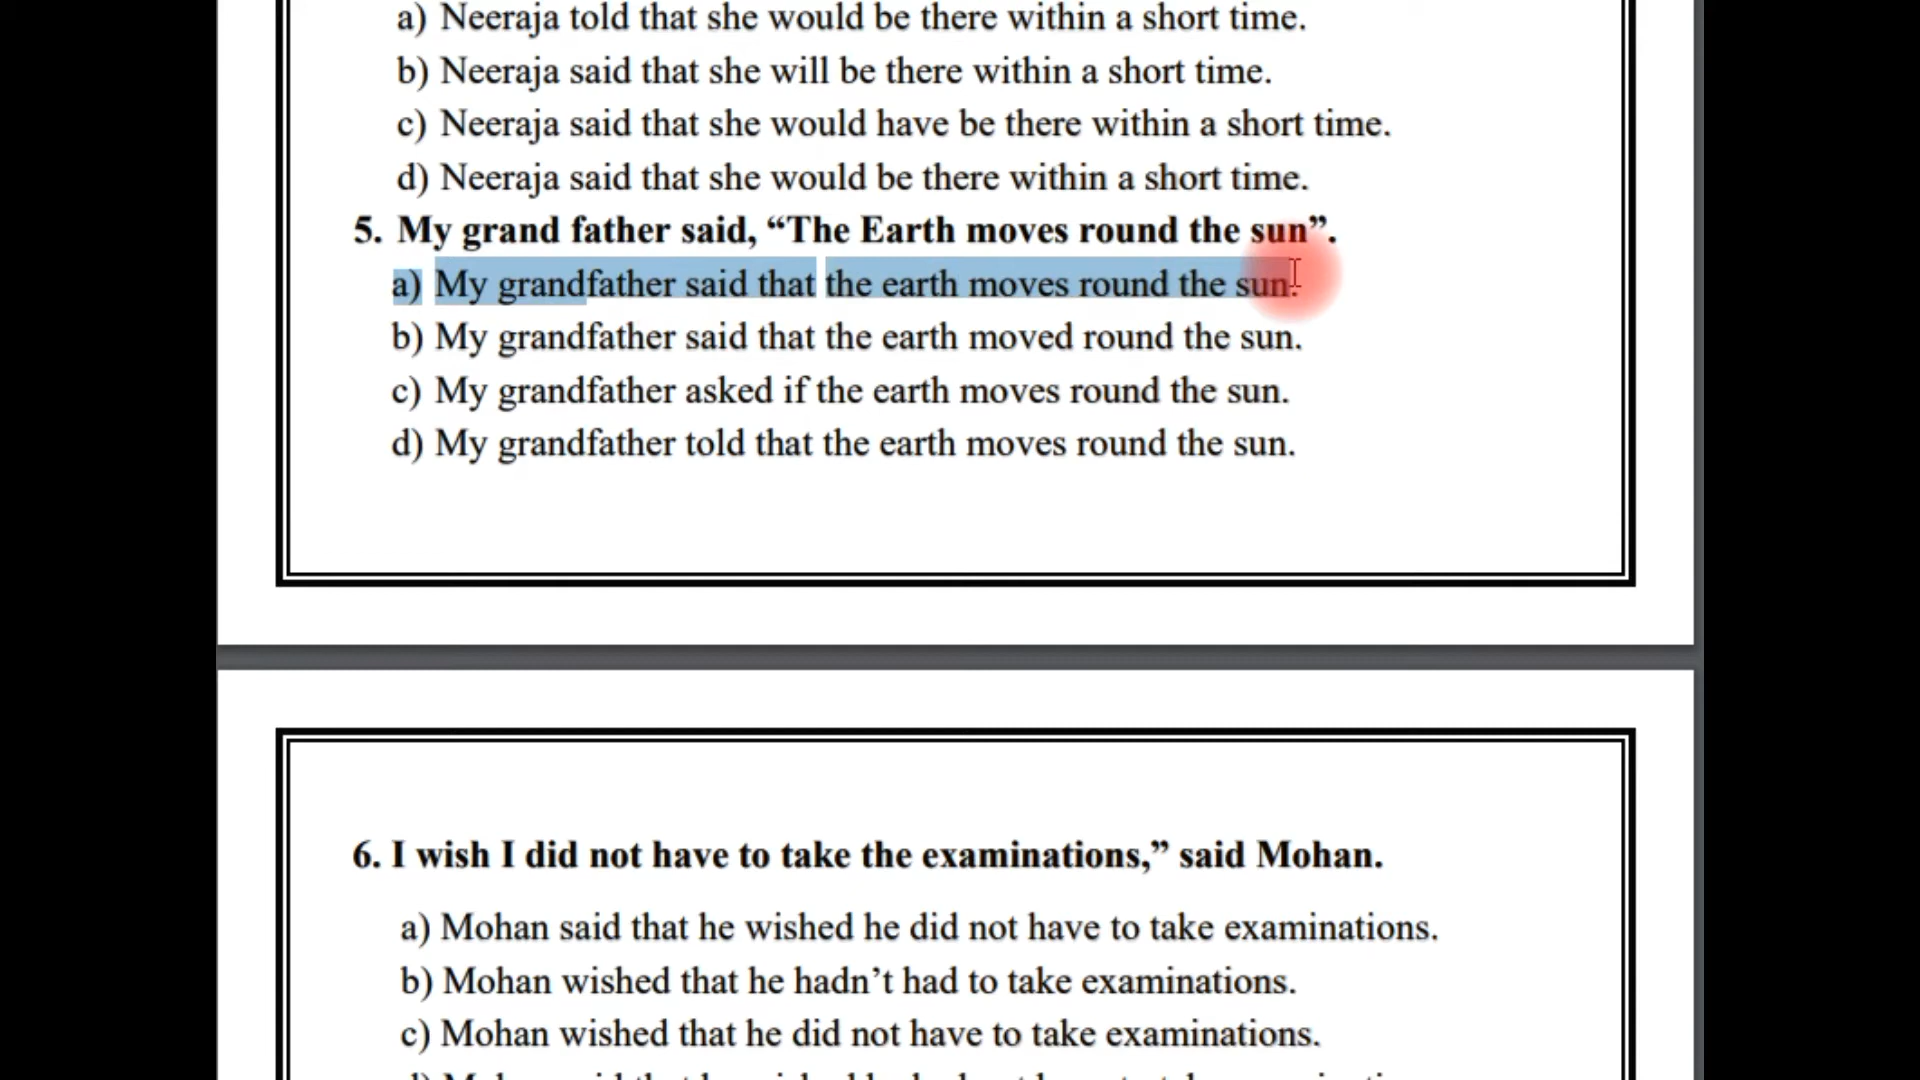 a) Neeraja told that she would be there within a short time.
b) Neeraja said that she will be there within a short time.
c) Neeraja said that she would have be there within a short time.
d) Neeraja said that she would be there within a short time.
5. My grand father said, “The Earth moves round the sun”.
a) My grandfather said that the earth moves round the sun.
b) My grandfather said that the earth moved round the sun.
c) My grandfather asked if the earth moves round the sun.
d) My grandfather told that the earth moves round the sun.
6. I wish I did not have to take the examinations,” said Mohan.
a) Mohan said that he wished he did not have to take examinations.
b) Mohan wished that he hadn’t had to take examinations.
c) Mohan wished that he did not have to take examinations.